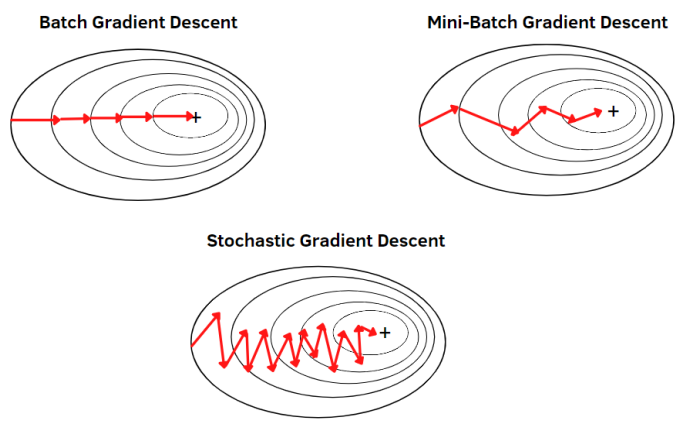 Batch Gradient Descent
Mini-Batch Gradient Descent
Stochastic Gradient Descent